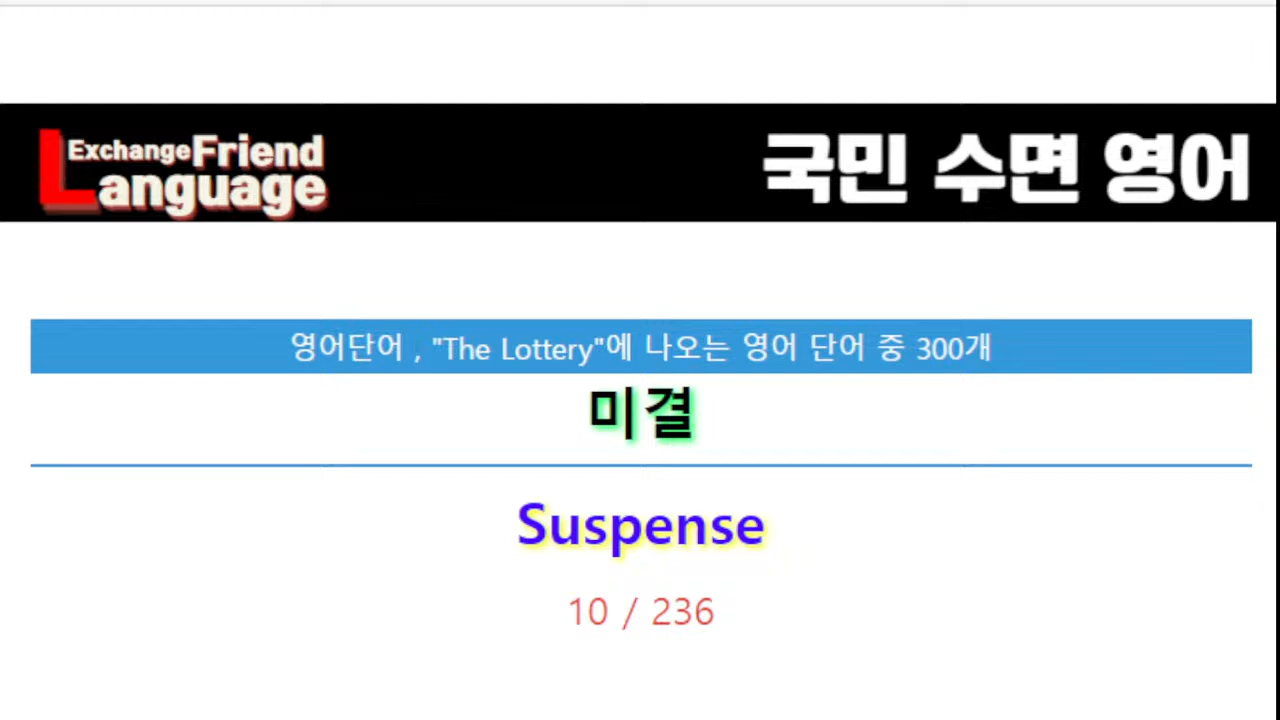 Exchange Friend
Language
국민 수면 영어
영어단어 , "The Lottery"에 나오는 영어 단어 중 300개
미결
Suspense
10 / 236